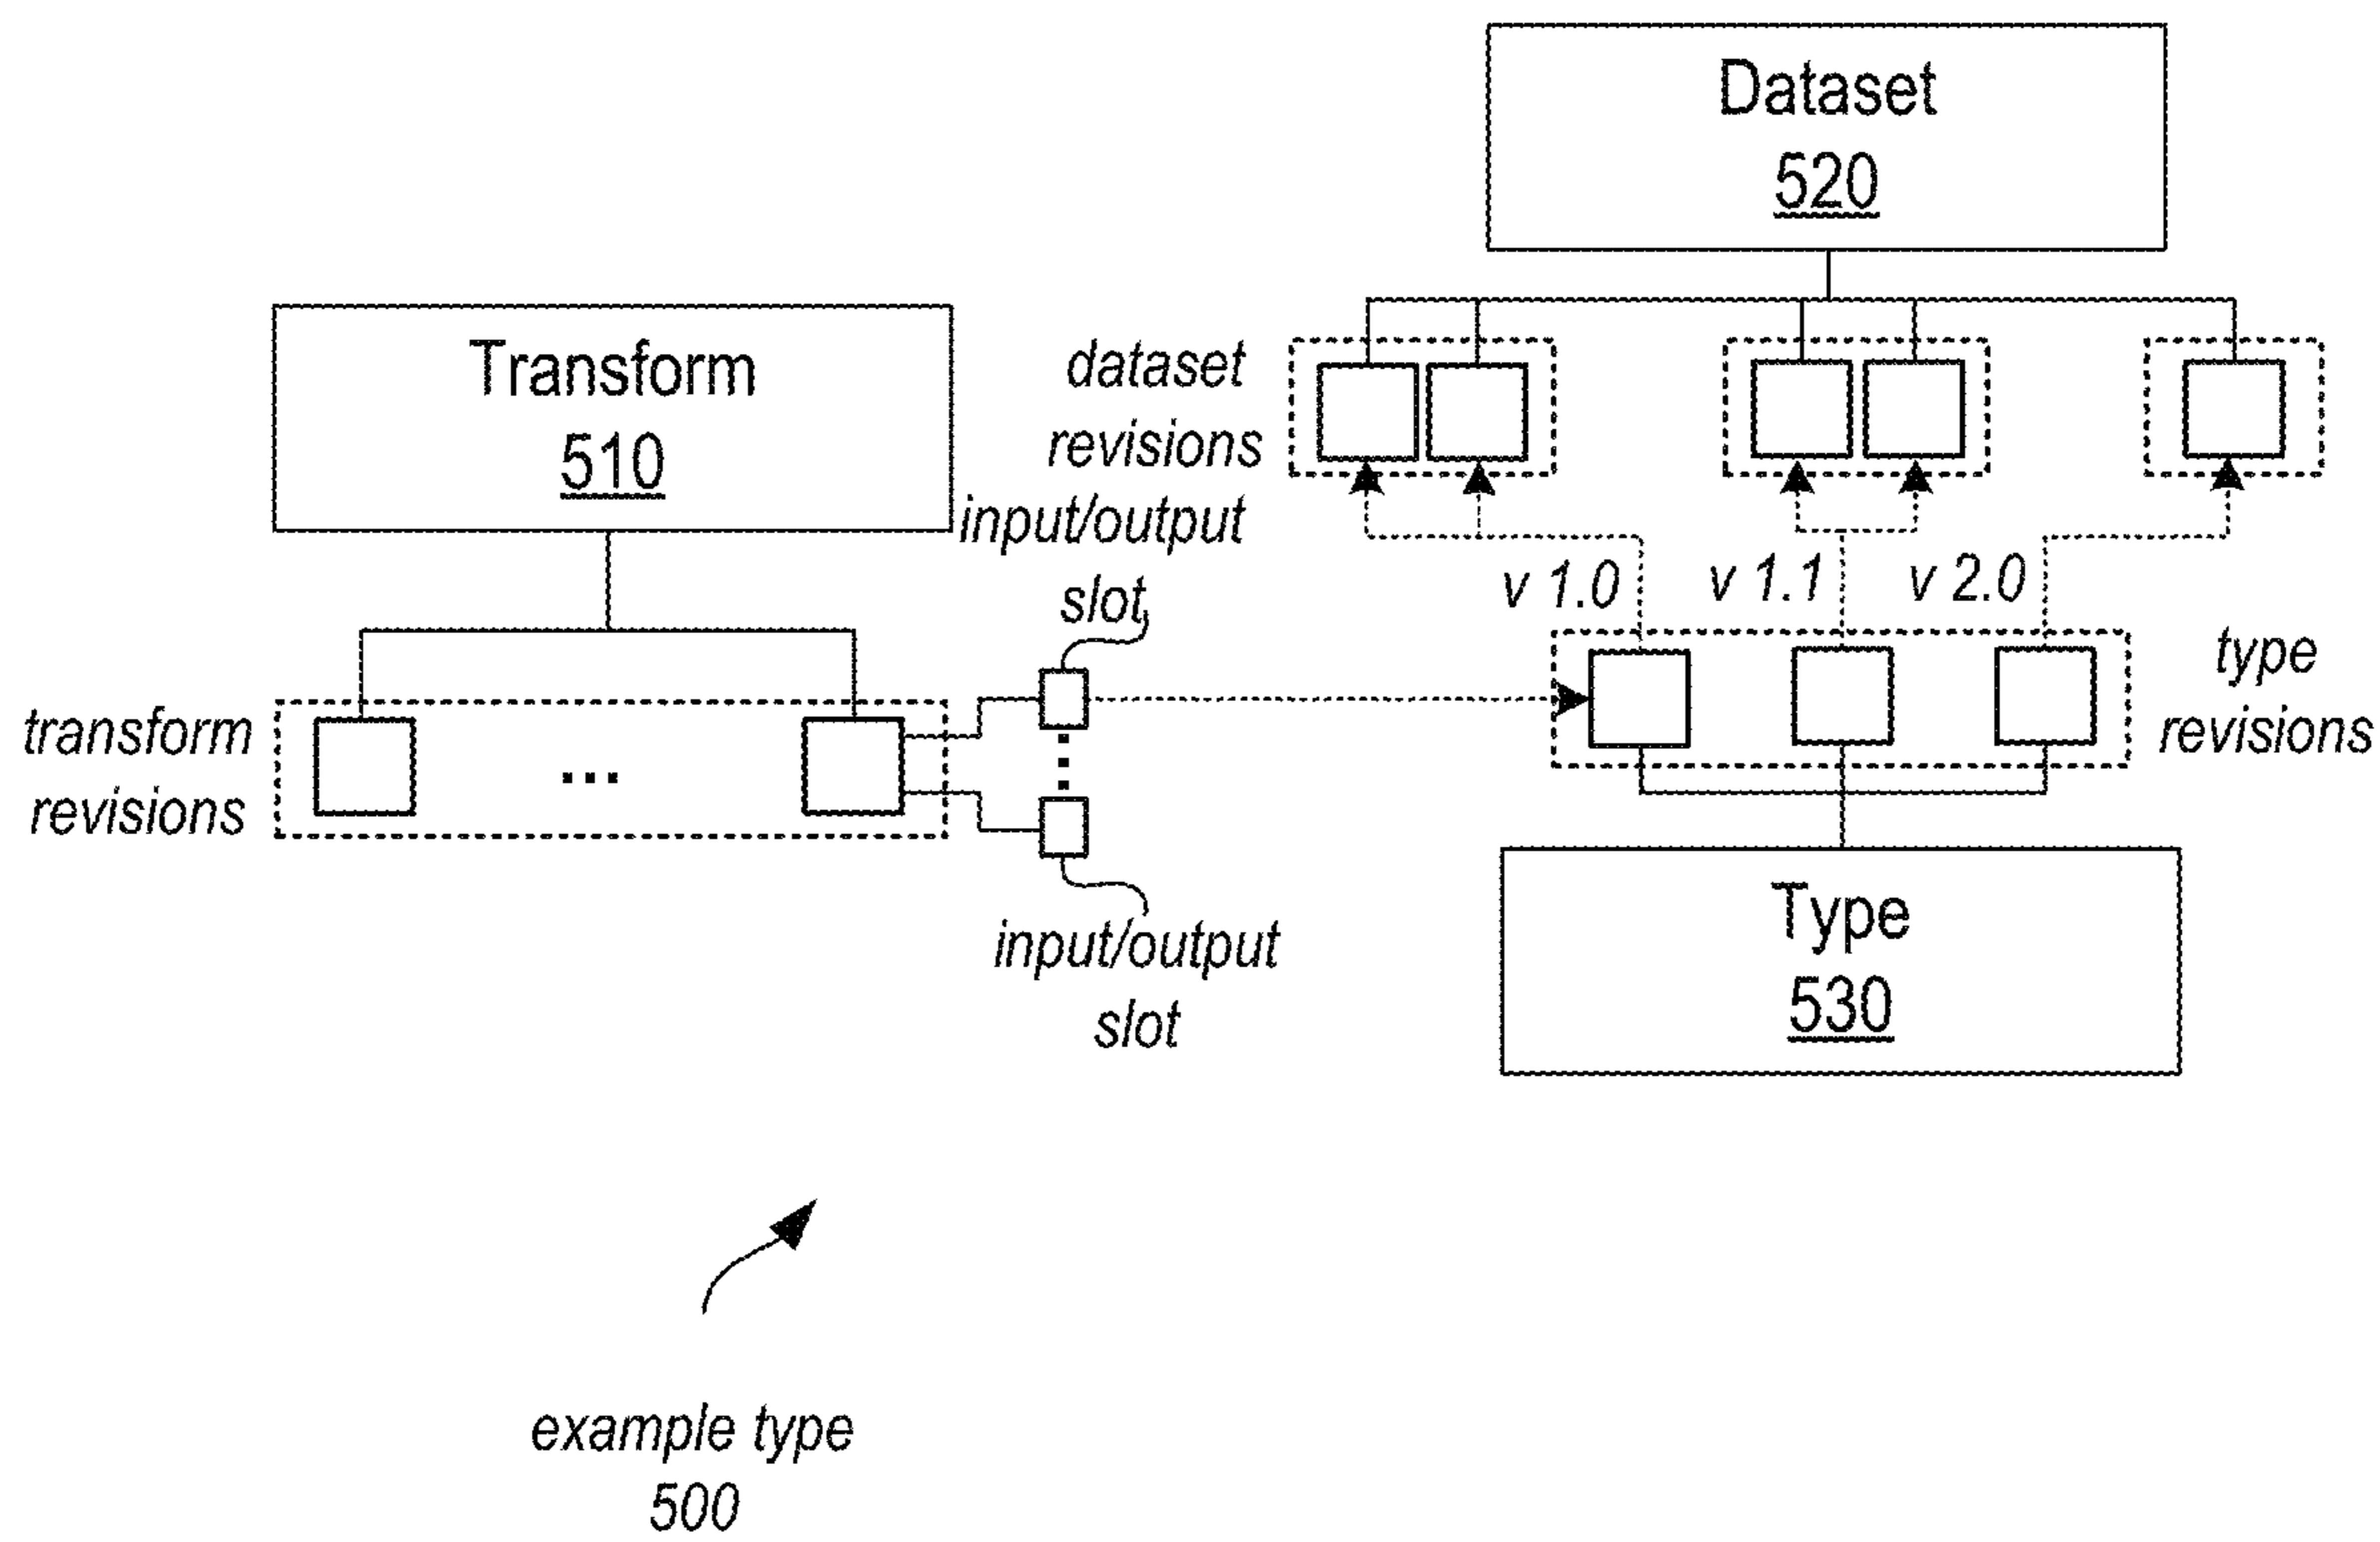 Dataset
520
Transform
510
dataset
revisions
input/output
slot
v 1.0
v 1.1
v 2.0
type
revisions
transform
revisions
...
input/output
slot
Type
530
example type
500